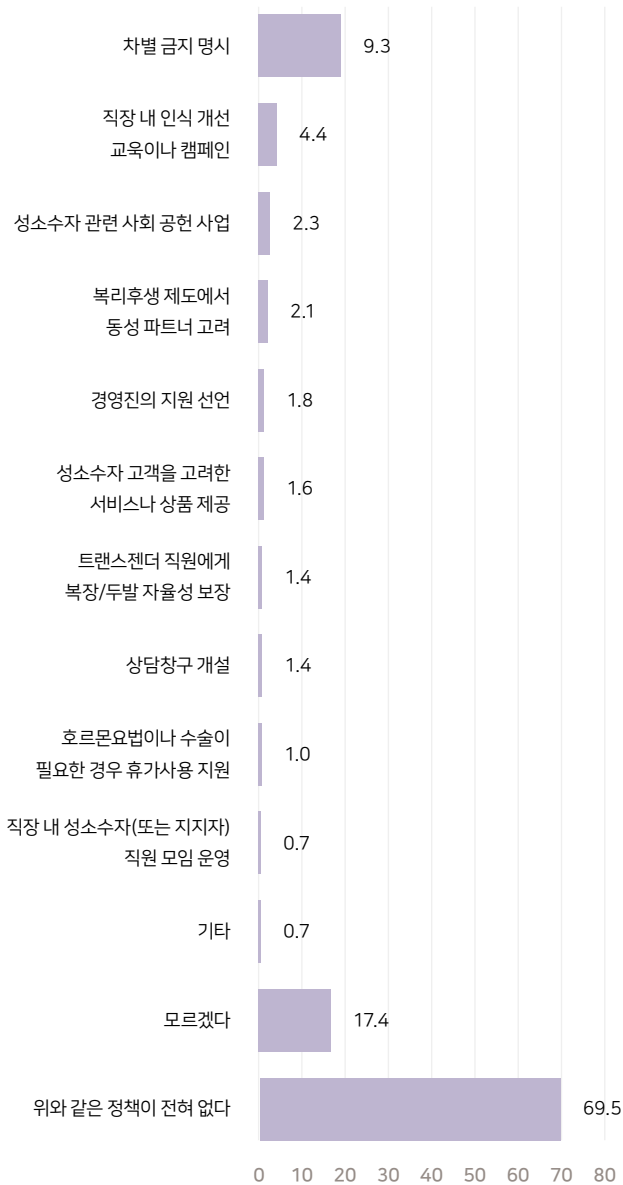 차별 금지 명시
9.3
직장 내 인식 개선
교육이나 캠페인
4.4
성소수자 관련 사회 공헌 사업
2.3
복리후생 제도에서
동성 파트너 고려
2.1
경영진의 지원 선언
1.8
성소수자 고객을 고려한
서비스나 상품 제공
1.6
트랜스젠더 직원에게
복장/두발 자율성 보장
1.4
상담창구 개설
1.4
호르몬요법이나 수술이
필요한 경우 휴가사용 지원
1.0
직장 내 성소수자(또는 지지자)
직원 모임 운영
0.7
기타
0.7
모르겠다
17.4
위와 같은 정책이 전혀 없다
69.5
0 10 20 30 40 50 60 70 80